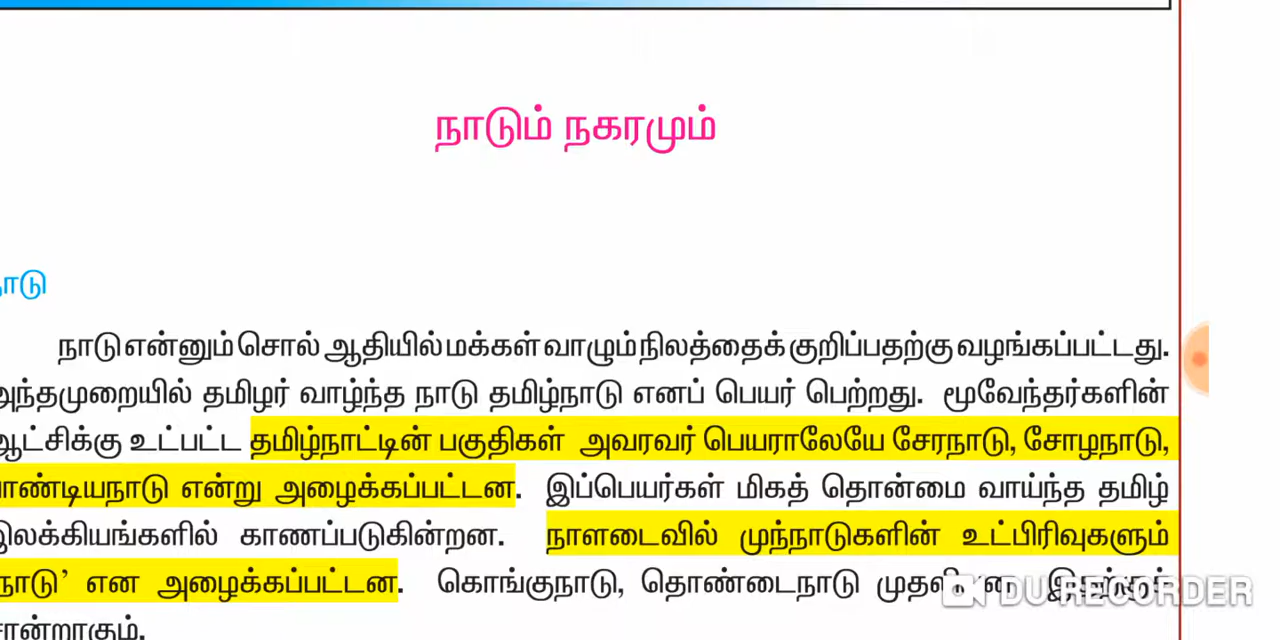 நாடும் நகரமும்
நாடு
நாடு என்னும் சொல் ஆதியில் மக்கள் வாழும் நிலத்தைக் குறிப்பதற்கு வழங்கப்பட்டது.
அந்தமுறையில் தமிழர் வாழ்ந்த நாடு தமிழ்நாடு எனப் பெயர் பெற்றது. மூவேந்தர்களின்
ஆட்சிக்கு உட்பட்ட தமிழ்நாட்டின் பகுதிகள் அவரவர் பெயராலேயே சேரநாடு, சோழநாடு,
பாண்டியநாடு என்று அழைக்கப்பட்டன. இப்பெயர்கள் மிகத் தொன்மை வாய்ந்த தமிழ்
இலக்கியங்களில் காணப்படுகின்றன. நாளடைவில் முந்நாடுகளின் உட்பிரிவுகளும்
நாடு’ என அழைக்கப்பட்டன. கொங்குநாடு, தொண்டைநாடு
DU RECORDER
சான்றாகும்.